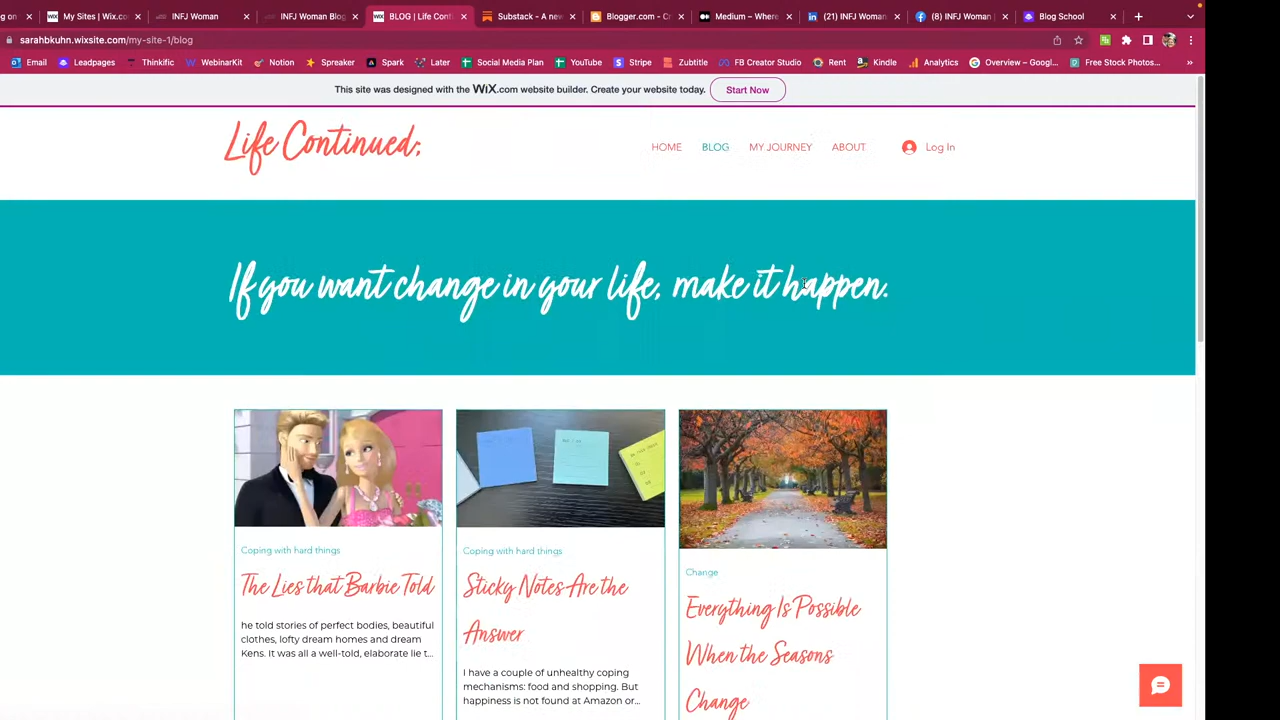 og on
My Sites | Wix.co
INFJ Woman
INFJ Woman Blog
BLOG | Life Conti
Substack - A new
Blogger.com - Cr
Medium – Where
(21) INFJ Woman
(8) INFJ Woman
Blog School
sarahbkuhn.wixsite.com/my-site-1/blog
Email
Leadpages
Thinkific
WebinarKit
Notion
Spreaker
Spark
Later
Social Media Plan
YouTube
Stripe
Zubtitle
FB Creator Studio
Rent
Kindle
Analytics
Overview – Googl...
Free Stock Photos...
This site was designed with the WiX.com website builder. Create your website today.
Start Now
Life Continued;
HOME
BLOG
MY JOURNEY
ABOUT
Log In
If you want change in your life, make it happen.
Coping with hard things
The Lies that Barbie Told
he told stories of perfect bodies, beautiful
clothes, lofty dream homes and dream
Kens. It was all a well-told, elaborate lie t...
Coping with hard things
Sticky Notes Are the
Answer
I have a couple of unhealthy coping
mechanisms: food and shopping. But
happiness is not found at Amazon or...
Change
Everything Is Possible
When the Seasons
Change